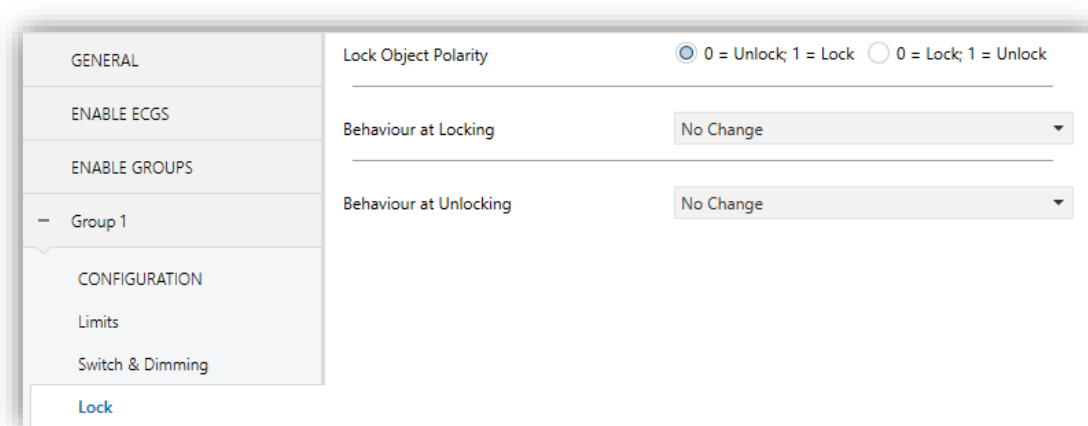 GENERAL
ENABLE ECGS
ENABLE GROUPS
Group 1
CONFIGURATION
Limits
Switch & Dimming
Lock
Lock Object Polarity 0 = Unlock; 1 = Lock 0 = Lock; 1 = Unlock
Behaviour at Locking No Change
Behaviour at Unlocking No Change